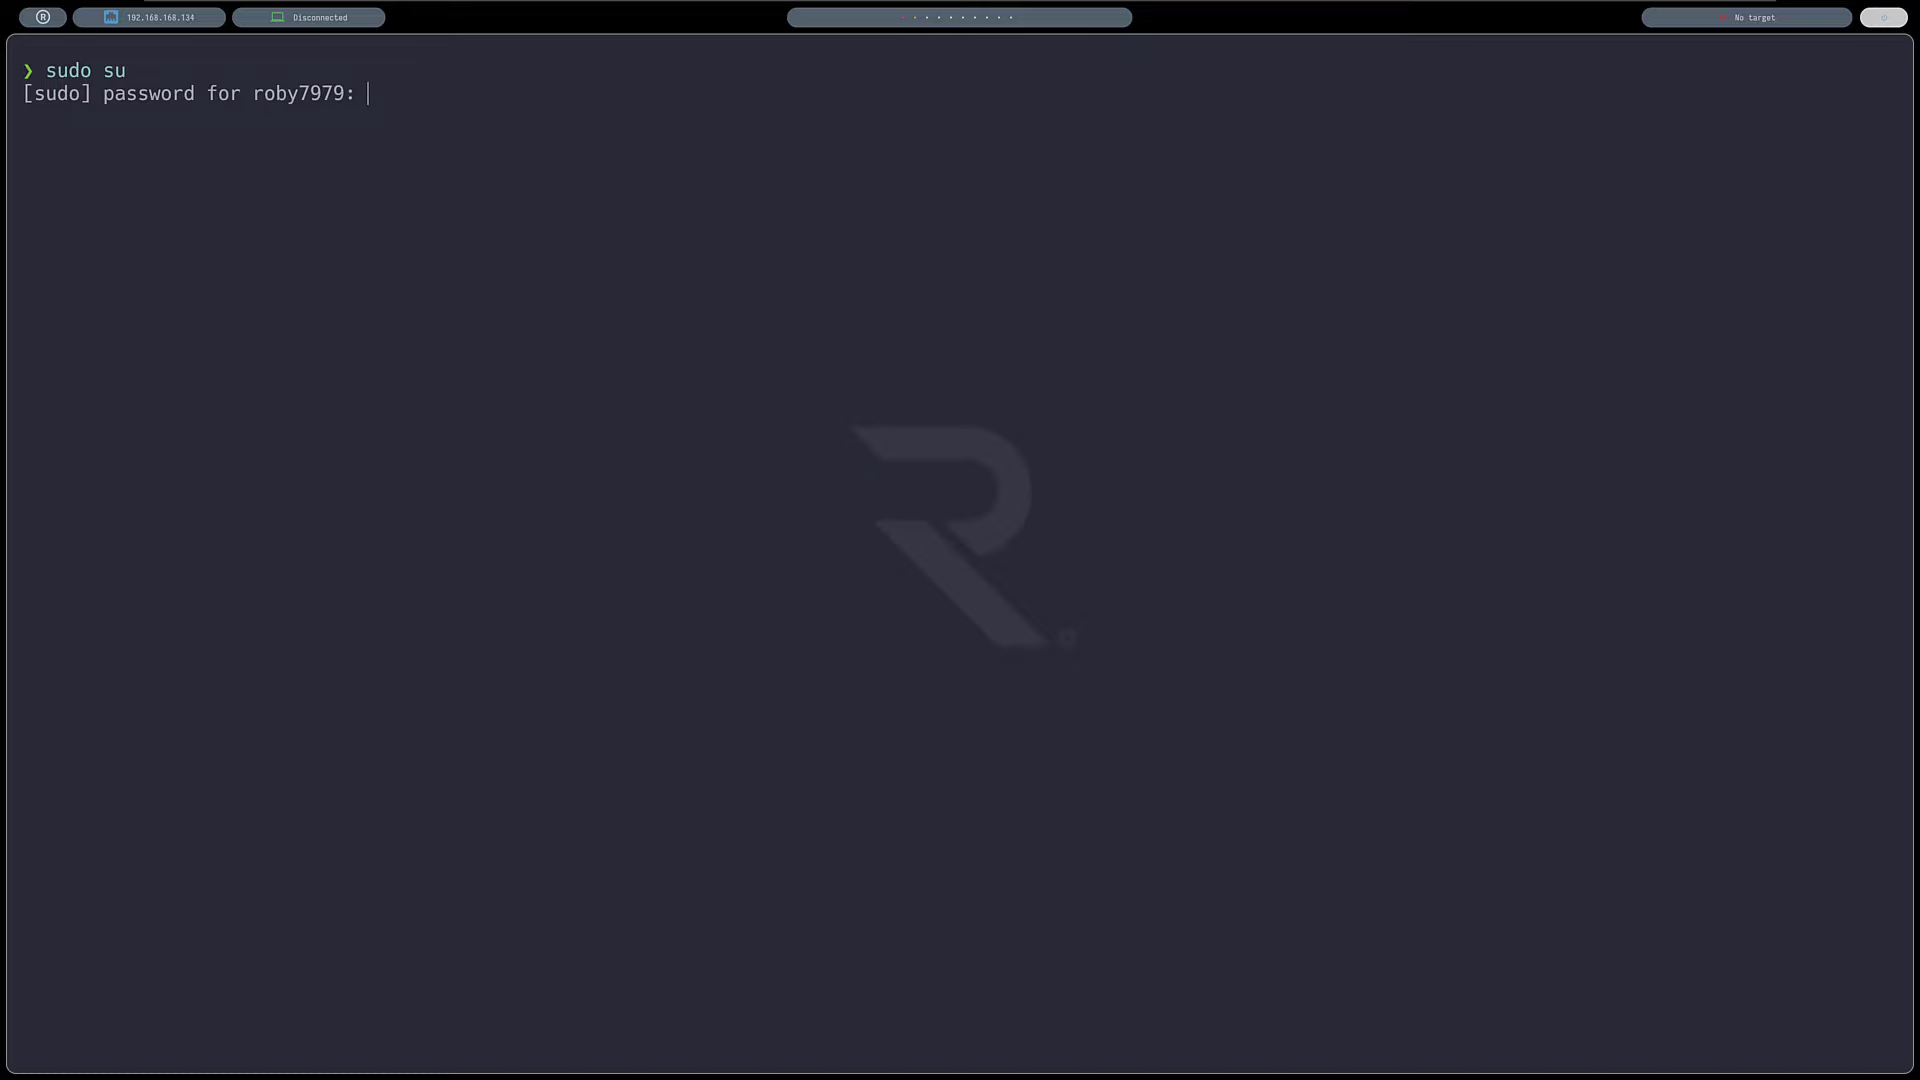 R
192.168.168.134
Disconnected
No target
❯ sudo su
[sudo] password for roby7979:
R